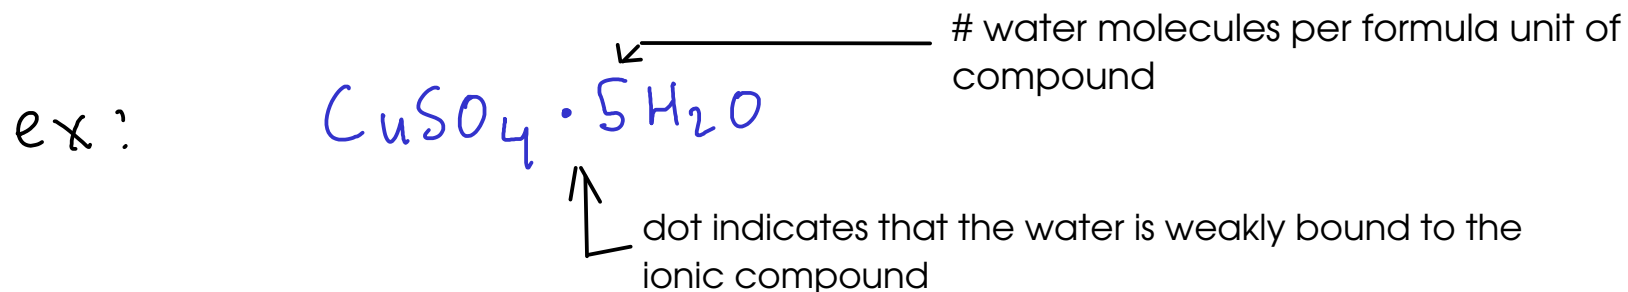 # water molecules per formula unit of
compound
ex: CuSO₄ · 5H₂O
dot indicates that the water is weakly bound to the
ionic compound